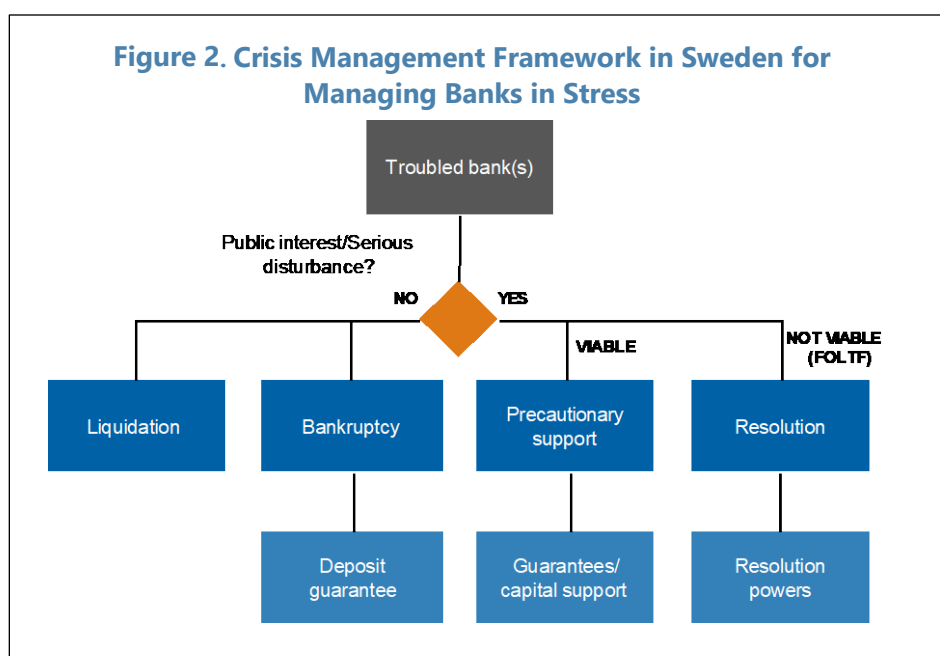 Figure 2. Crisis Management Framework in Sweden for
Managing Banks in Stress
Troubled bank(s)
Public interest/Serious
disturbance?
NO
YES
VIABLE
NOT VIABLE
(FOLTF)
Liquidation
Bankruptcy
Precautionary
support
Resolution
Deposit
guarantee
Guarantees/
capital support
Resolution
powers